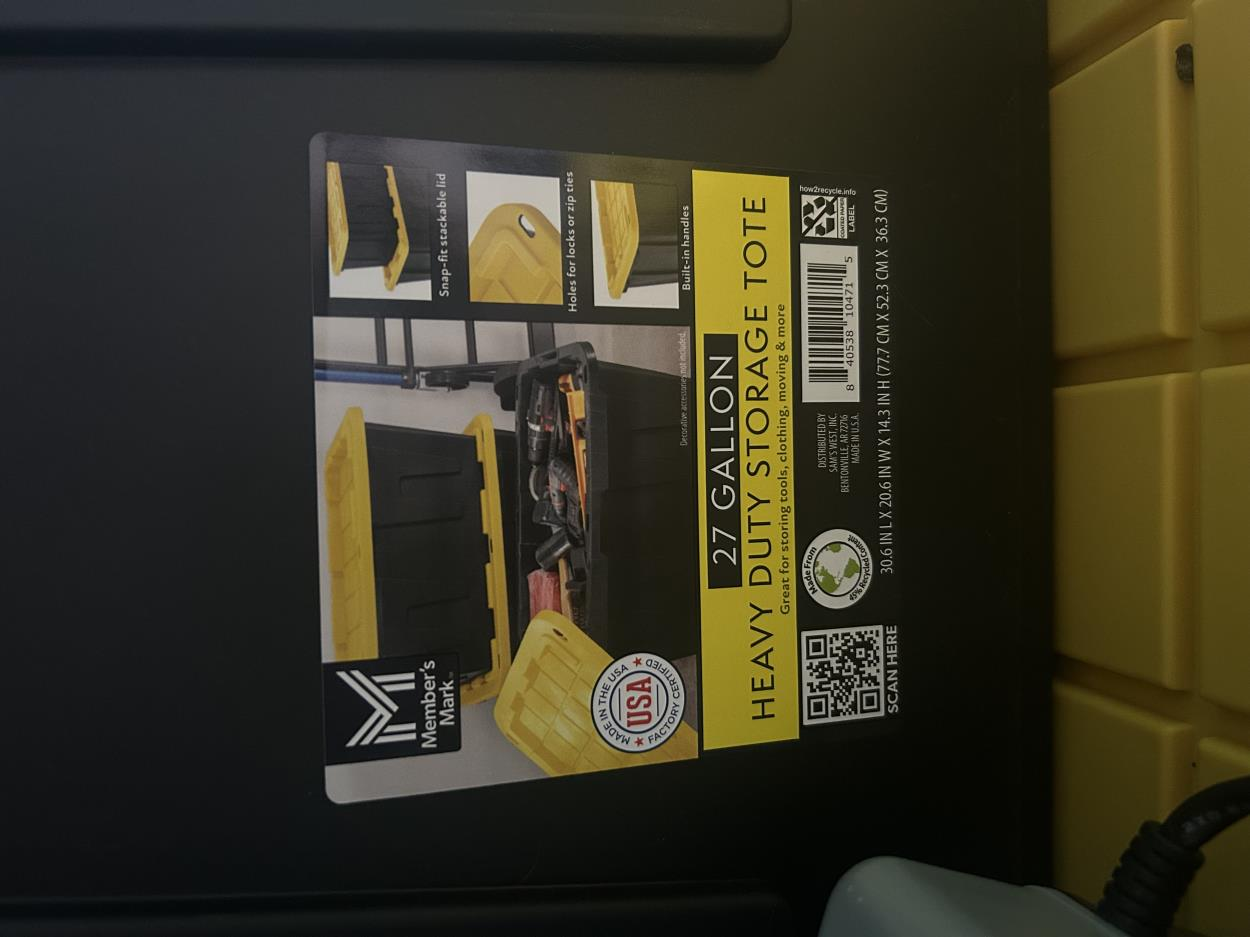 Member's
Mark™
MADE IN THE USA
USA
FACTORY CERTIFIED
Decorative accessories not included.
Snap-fit stackable lid
Holes for locks or zip ties
Built-in handles
27 GALLON
HEAVY DUTY STORAGE TOTE
Great for storing tools, clothing, moving & more
SCAN HERE
Made From
45% Recycled Content
DISTRIBUTED BY
SAM'S WEST, INC.
BENTONVILLE, AR 72716
MADE IN U.S.A.
8 40538 10471 5
how2recycle.info
COATED PAPER
LABEL
30.6 IN L X 20.6 IN W X 14.3 IN H (77.7 CM X 52.3 CM X 36.3 CM)